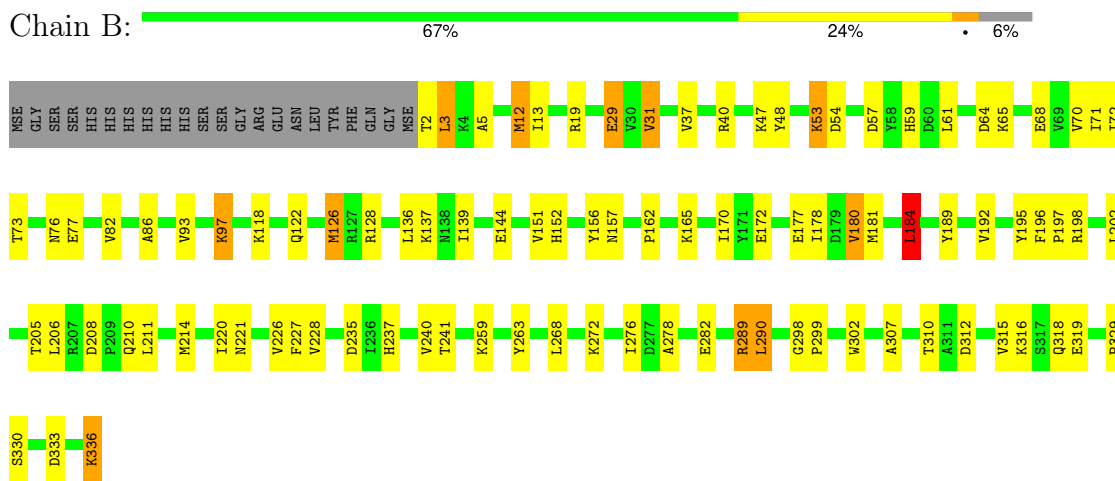 Chain B:
67% 24% • 6%
MSE GLY SER SER HIS HIS HIS HIS HIS HIS SER SER GLY ARG GLU ASN LEU TYR PHE GLN GLY MSE T2 L3 K4 A5 M12 I13 R19 E29 V30 V31 V37 R40 K47 Y48 K53 D54 D57 Y58 H59 D60 L61 D64 K65 E68 V69 V70 I71
T73 N76 E77 V82 A86 V93 K97 K118 Q122 M126 R127 R128 L136 K137 N138 I139 E144 V151 H152 Y156 N157 P162 K165 I170 Y171 E172 E177 I178 D179 V180 M181 L184 Y189 V192 Y195 F196 P197 R198
T205 L206 R207 D208 P209 Q210 L211 M214 I220 N221 V226 F227 V228 D235 I236 H237 V240 T241 K259 Y263 L268 K272 I276 D277 A278 E282 R289 L290 G298 P299 W302 A307 T310 A311 D312 V315 K316 S317 Q318 E319
S330 D333 K336